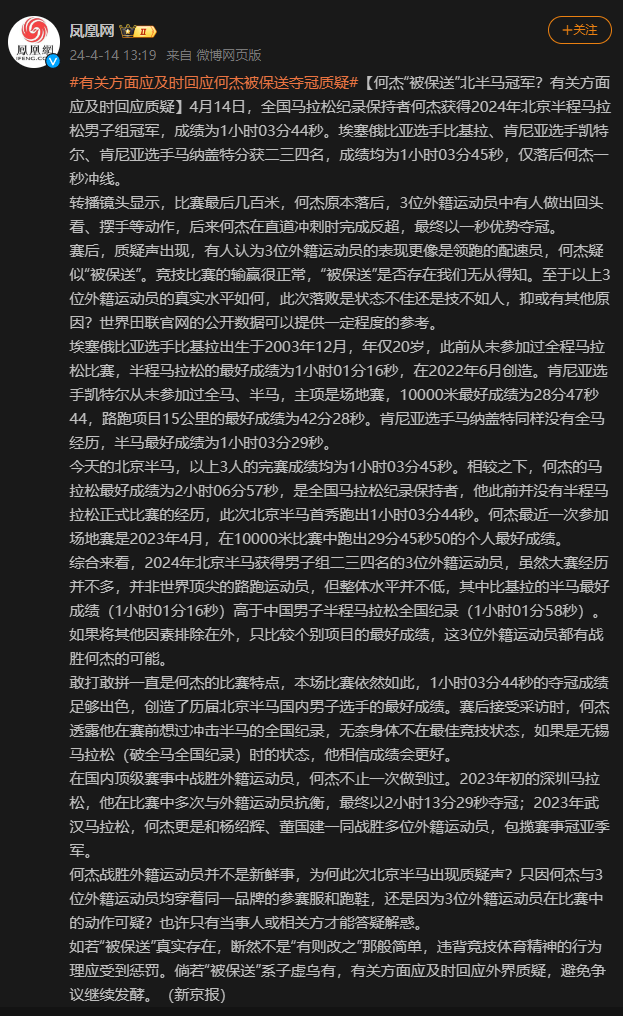 凤凰网
II
+关注
鳳凰網
IFENG.COM
24-4-14 13:19 来自 微博网页版
#有关方面应及时回应何杰被保送夺冠质疑#【何杰“被保送”北半马冠军？有关方面
应及时回应质疑】4月14日，全国马拉松纪录保持者何杰获得2024年北京半程马拉
松男子组冠军，成绩为1小时03分44秒。埃塞俄比亚选手比基拉、肯尼亚选手凯特
尔、肯尼亚选手马纳盖特分获二三四名，成绩均为1小时03分45秒，仅落后何杰一
秒冲线。
转播镜头显示，比赛最后几百米，何杰原本落后，3位外籍运动员中有人做出回头
看、摆手等动作，后来何杰在直道冲刺时完成反超，最终以一秒优势夺冠。
赛后，质疑声出现，有人认为3位外籍运动员的表现更像是领跑的配速员，何杰疑
似“被保送”。竞技比赛的输赢很正常，“被保送”是否存在我们无从得知。至于以上3
位外籍运动员的真实水平如何，此次落败是状态不佳还是技不如人，抑或有其他原
因？世界田联官网的公开数据可以提供一定程度的参考。
埃塞俄比亚选手比基拉出生于2003年12月，年仅20岁，此前从未参加过全程马拉
松比赛，半程马拉松的最好成绩为1小时01分16秒，在2022年6月创造。肯尼亚选
手凯特尔从未参加过全马、半马，主项是场地赛，10000米最好成绩为28分47秒
44，路跑项目15公里的最好成绩为42分28秒。肯尼亚选手马纳盖特同样没有全马
经历，半马最好成绩为1小时03分29秒。
今天的北京半马，以上3人的完赛成绩均为1小时03分45秒。相较之下，何杰的马
拉松最好成绩为2小时06分57秒，是全国马拉松纪录保持者，他此前并没有半程马
拉松正式比赛的经历，此次北京半马首秀跑出1小时03分44秒。何杰最近一次参加
场地赛是2023年4月，在10000米比赛中跑出29分45秒50的个人最好成绩。
综合来看，2024年北京半马获得男子组二三四名的3位外籍运动员，虽然大赛经历
并不多，并非世界顶尖的路跑运动员，但整体水平并不低，其中比基拉的半马最好
成绩（1小时01分16秒）高于中国男子半程马拉松全国纪录（1小时01分58秒）。
如果将其他因素排除在外，只比较个别项目的最好成绩，这3位外籍运动员都有战
胜何杰的可能。
敢打敢拼一直是何杰的比赛特点，本场比赛依然如此，1小时03分44秒的夺冠成绩
足够出色，创造了历届北京半马国内男子选手的最好成绩。赛后接受采访时，何杰
透露他在赛前想过冲击半马的全国纪录，无奈身体不在最佳竞技状态，如果是无锡
马拉松（破全马全国纪录）时的状态，他相信成绩会更好。
在国内顶级赛事中战胜外籍运动员，何杰不止一次做到过。2023年初的深圳马拉
松，他在比赛中多次与外籍运动员抗衡，最终以2小时13分29秒夺冠；2023年武
汉马拉松，何杰更是和杨绍辉、董国建一同战胜多位外籍运动员，包揽赛事冠亚季
军。
何杰战胜外籍运动员并不是新鲜事，为何此次北京半马出现质疑声？只因何杰与3
位外籍运动员均穿着同一品牌的参赛服和跑鞋，还是因为3位外籍运动员在比赛中
的动作可疑？也许只有当事人或相关方才能答疑解惑。
如若“被保送”真实存在，断然不是“有则改之”那般简单，违背竞技体育精神的行为
理应受到惩罚。倘若“被保送”系子虚乌有，有关方面应及时回应外界质疑，避免争
议继续发酵。（新京报）